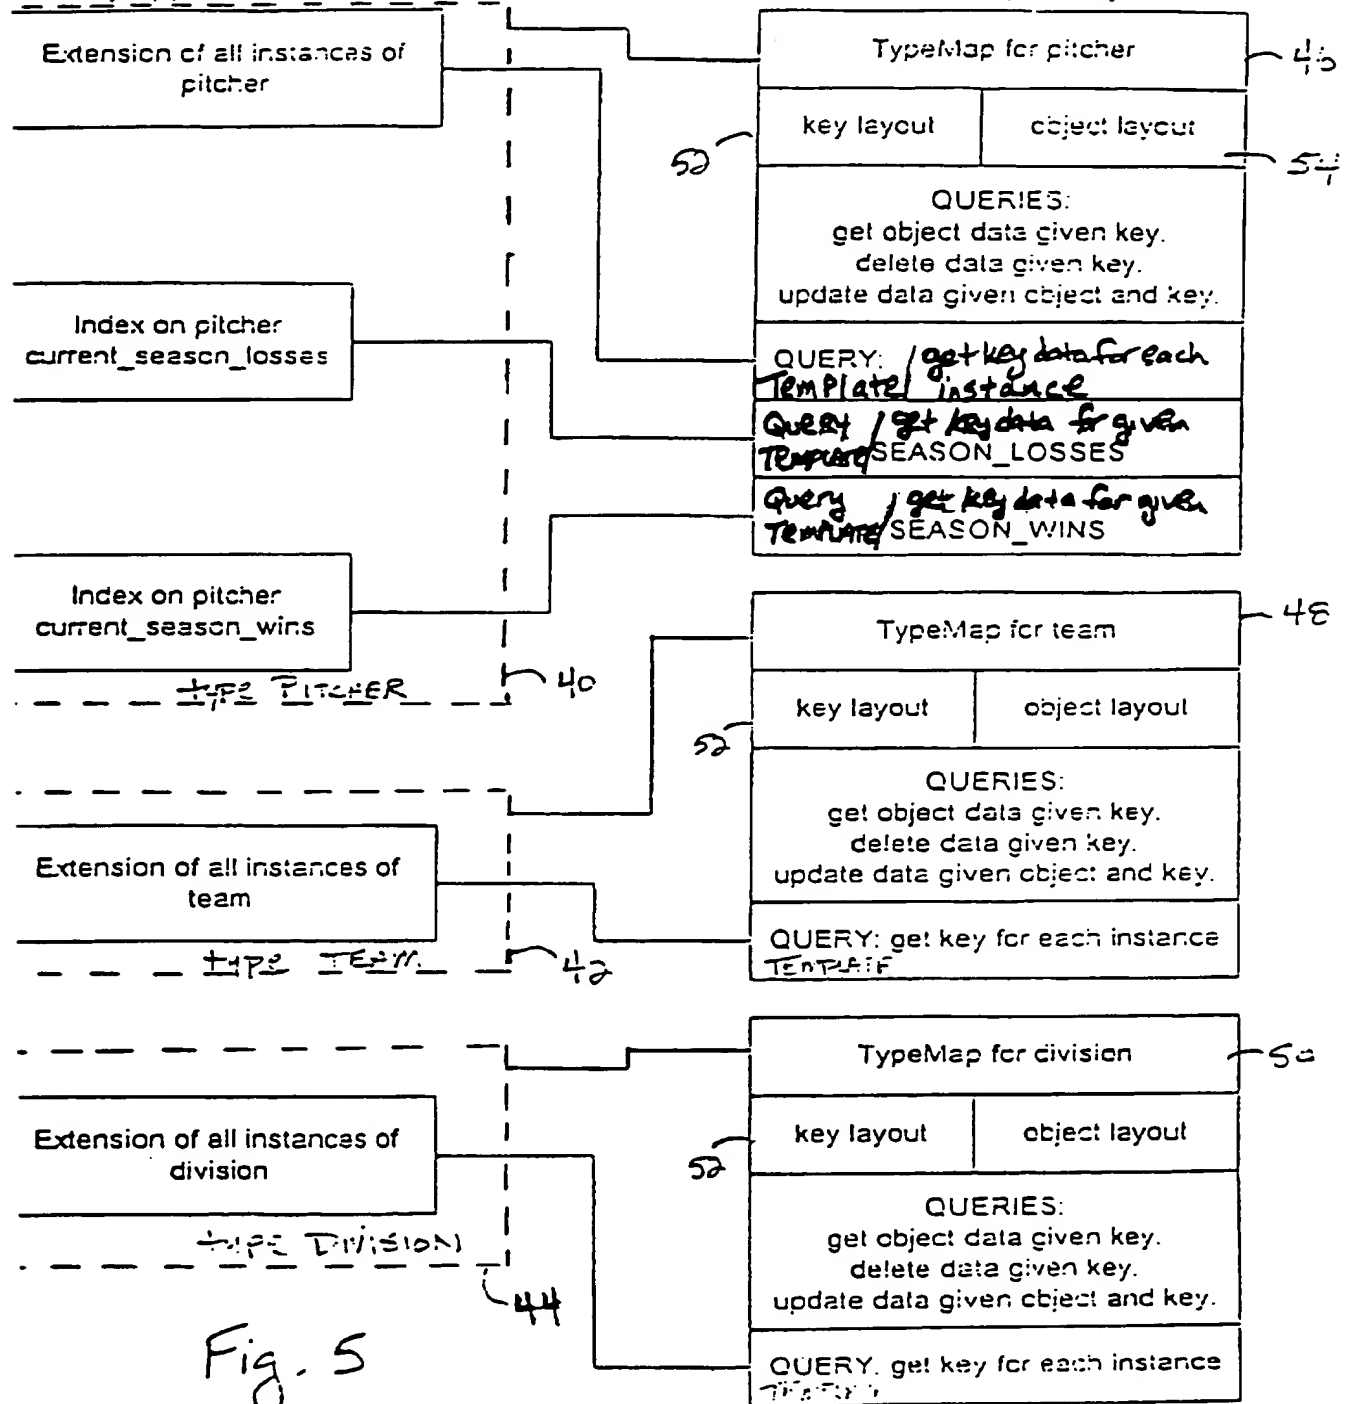 Extension of all instances of
pitcher
Index on pitcher
current_season_losses
Index on pitcher
current_season_wins
type PITCHER
40
TypeMap for pitcher
46
key layout
object layout
52
54
QUERIES:
get object data given key.
delete data given key.
update data given object and key.
QUERY: / get key data for each
Template / instance
Query / get key data for given
TEMPLATE / SEASON_LOSSES
Query / get key data for given
TEMPLATE / SEASON_WINS
TypeMap for team
48
key layout
object layout
52
QUERIES:
get object data given key.
delete data given key.
update data given object and key.
QUERY: get key for each instance
TEMPLATE
Extension of all instances of
team
type TEAM
42
TypeMap for division
50
key layout
object layout
52
QUERIES:
get object data given key.
delete data given key.
update data given object and key.
QUERY. get key for each instance
Extension of all instances of
division
type DIVISION
44
Fig. 5